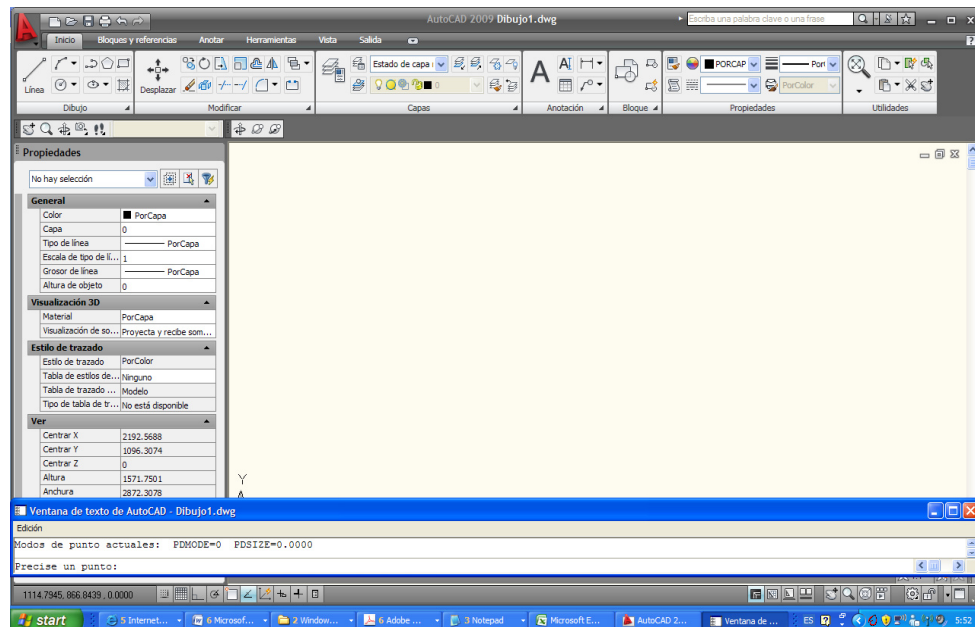 AutoCAD 2009 Dibujo1.dwg
Escriba una palabra clave o una frase
Inicio Bloques y referencias Anotar Herramientas Vista Salida
Línea
Desplazar
Estado de capa
0
A
AI
PORCAP
Por
PorColor
Dibujo Modificar Capas Anotación Bloque Propiedades Utilidades
Propiedades
No hay selección
General
Color PorCapa
Capa 0
Tipo de línea PorCapa
Escala de tipo de lí... 1
Grosor de línea PorCapa
Altura de objeto 0
Visualización 3D
Material PorCapa
Visualización de so... Proyecta y recibe som...
Estilo de trazado
Estilo de trazado PorColor
Tabla de estilos de... Ninguno
Tabla de trazado ... Modelo
Tipo de tabla de tr... No está disponible
Ver
Centrar X 2192.5688
Centrar Y 1096.3074
Centrar Z 0
Altura 1571.7501
Anchura 2872.3078
Y
Ventana de texto de AutoCAD - Dibujo1.dwg
Edición
Modos de punto actuales: PDMODE=0 PDSIZE=0.0000
Precise un punto:
1114.7945, 866.8439 , 0.0000
start 5 Internet... 6 Microsof... 2 Window... 6 Adobe ... 3 Notepad Microsoft E... AutoCAD 2... Ventana de ... ES 5:52